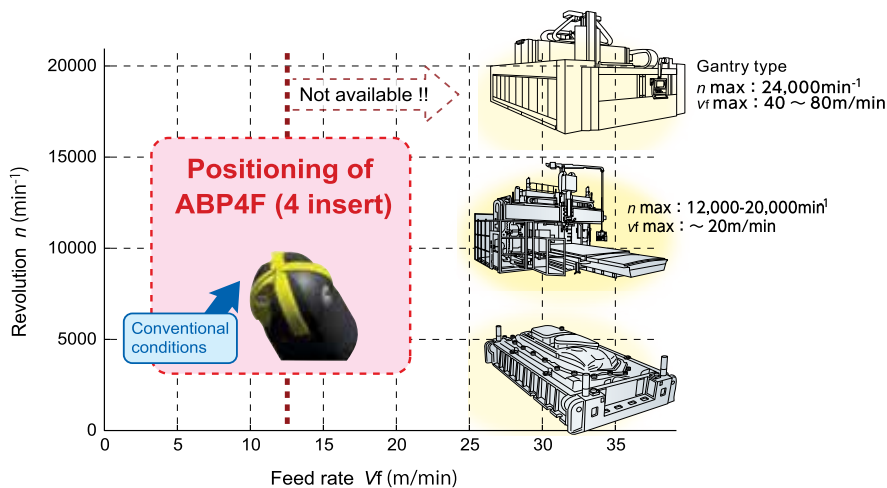 20000
15000
10000
5000
0
Revolution n (min-1)
0 5 10 15 20 25 30 35
Feed rate Vf (m/min)
Not available !!
Positioning of
ABP4F (4 insert)
Conventional
conditions
Gantry type
n max：24,000min-1
vf max：40 ～ 80m/min
n max：12,000-20,000min1
vf max：～ 20m/min